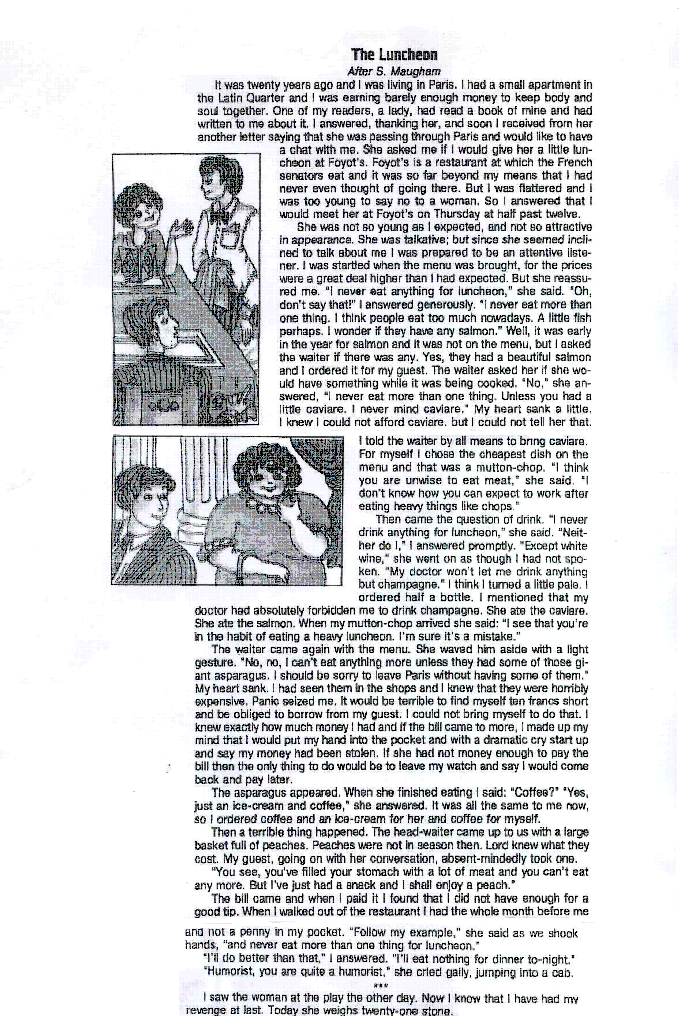 The Luncheon
After S. Maugham
It was twenty years ago and I was living in Paris. I had a small apartment in
the Latin Quarter and I was earning barely enough money to keep body and
soul together. One of my readers, a lady, had read a book of mine and had
written to me about it. I answered, thanking her, and soon I received from her
another letter saying that she was passing through Paris and would like to have
a chat with me. She asked me if I would give her a little lun-
cheon at Foyot's. Foyot's is a restaurant at which the French
senators eat and it was so far beyond my means that I had
never even thought of going there. But I was flattered and I
was too young to say no to a woman. So I answered that I
would meet her at Foyot's on Thursday at half past twelve.
She was not so young as I expected, and not so attractive
in appearance. She was talkative; but since she seemed incli-
ned to talk about me I was prepared to be an attentive liste-
ner. I was startled when the menu was brought, for the prices
were a great deal higher than I had expected. But she reassu-
red me. "I never eat anything for luncheon," she said. "Oh,
don't say that!" I answered generously. "I never eat more than
one thing. I think people eat too much nowadays. A little fish
perhaps. I wonder if they have any salmon." Well, it was early
in the year for salmon and it was not on the menu, but I asked
the waiter if there was any. Yes, they had a beautiful salmon
and I ordered it for my guest. The waiter asked her if she wo-
uld have something while it was being cooked. "No," she an-
swered, "I never eat more than one thing. Unless you had a
little caviare. I never mind caviare." My heart sank a little.
I knew I could not afford caviare, but I could not tell her that.
I told the waiter by all means to bring caviare.
For myself I chose the cheapest dish on the
menu and that was a mutton-chop. "I think
you are unwise to eat meat," she said. "I
don't know how you can expect to work after
eating heavy things like chops."
Then came the question of drink. "I never
drink anything for luncheon," she said. "Neit-
her do I," I answered promptly. "Except white
wine," she went on as though I had not spo-
ken. "My doctor won't let me drink anything
but champagne." I think I turned a little pale. I
ordered half a bottle. I mentioned that my
doctor had absolutely forbidden me to drink champagne. She ate the caviare.
She ate the salmon. When my mutton-chop arrived she said: "I see that you're
in the habit of eating a heavy luncheon. I'm sure it's a mistake."
The waiter came again with the menu. She waved him aside with a light
gesture. "No, no, I can't eat anything more unless they had some of those gi-
ant asparagus. I should be sorry to leave Paris without having some of them."
My heart sank. I had seen them in the shops and I knew that they were horribly
expensive. Panic seized me. It would be terrible to find myself ten francs short
and be obliged to borrow from my guest. I could not bring myself to do that. I
knew exactly how much money I had and if the bill came to more, I made up my
mind that I would put my hand into the pocket and with a dramatic cry start up
and say my money had been stolen. If she had not money enough to pay the
bill then the only thing to do would be to leave my watch and say I would come
back and pay later.
The asparagus appeared. When she finished eating I said: "Coffee?" "Yes,
just an ice-cream and coffee," she answered. It was all the same to me now,
so I ordered coffee and an ice-cream for her and coffee for myself.
Then a terrible thing happened. The head-waiter came up to us with a large
basket full of peaches. Peaches were not in season then. Lord knew what they
cost. My guest, going on with her conversation, absent-mindedly took one.
"You see, you've filled your stomach with a lot of meat and you can't eat
any more. But I've just had a snack and I shall enjoy a peach."
The bill came and when I paid it I found that I did not have enough for a
good tip. When I walked out of the restaurant I had the whole month before me
and not a penny in my pocket. "Follow my example," she said as we shook
hands, "and never eat more than one thing for luncheon."
"I'll do better than that," I answered. "I'll eat nothing for dinner to-night."
"Humorist, you are quite a humorist," she cried gaily, jumping into a cab.
***
I saw the woman at the play the other day. Now I know that I have had my
revenge at last. Today she weighs twenty-one stone.